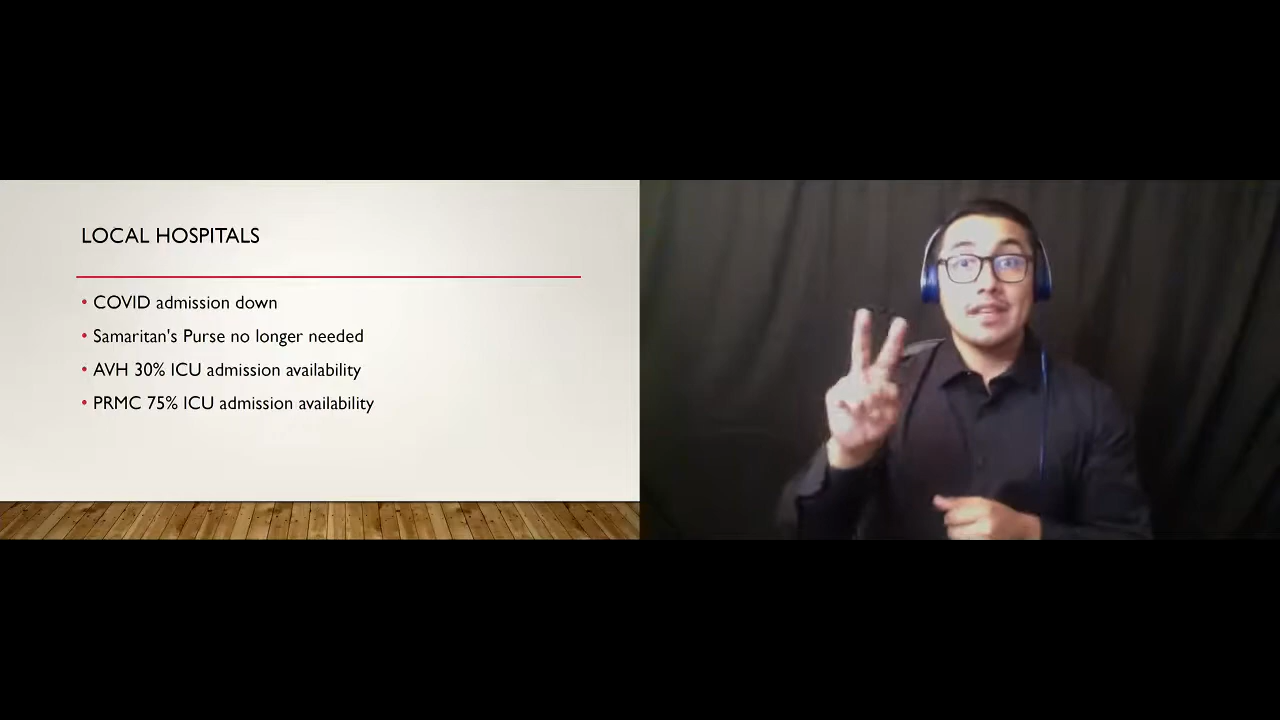 LOCAL HOSPITALS
• COVID admission down
• Samaritan's Purse no longer needed
• AVH 30% ICU admission availability
• PRMC 75% ICU admission availability